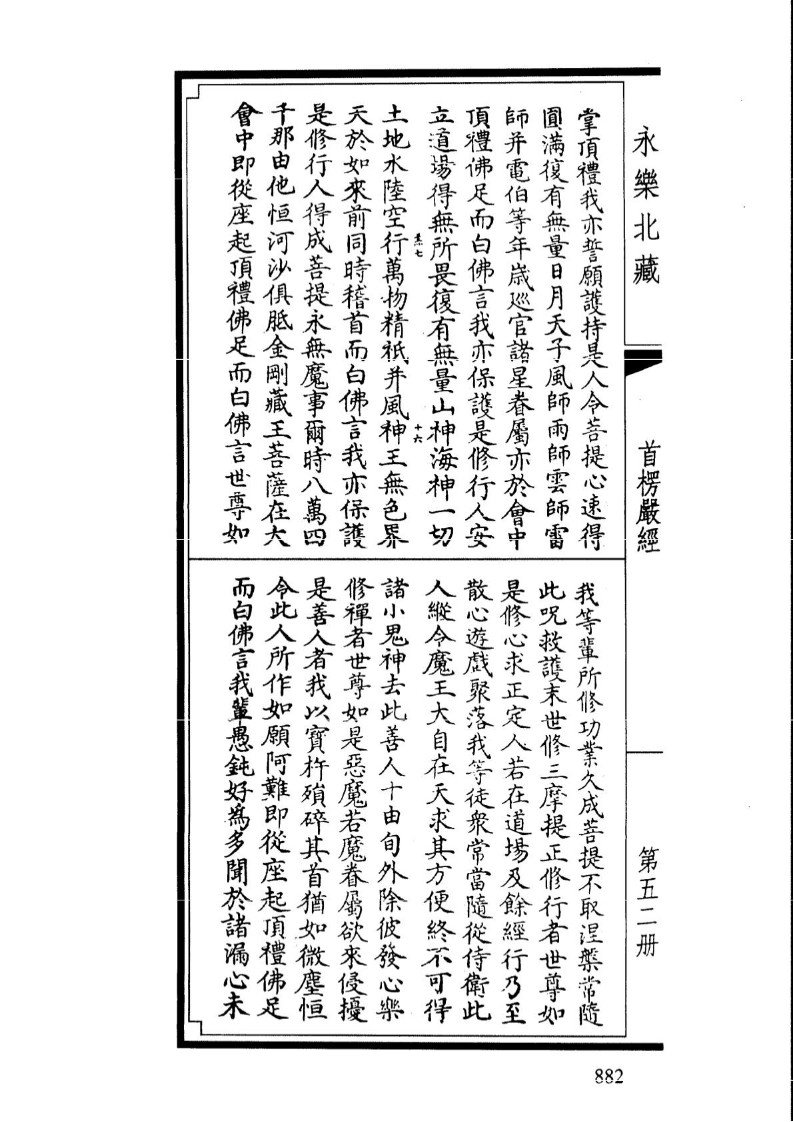 永樂北藏
首楞嚴經
第五二册
掌頂禮我亦誓願護持是人令菩提心速得
圓滿復有無量日月天子風師雨師雲師雷
師并電伯等年歲巡官諸星眷屬亦於會中
頂禮佛足而白佛言我亦保護是修行人安
立道場得無所畏復有無量山神海神一切
土地水陸空行萬物精祇并風神王無色界
天於如來前同時稽首而白佛言我亦保護
是修行人得成菩提永無魔事爾時八萬四
千那由他恒河沙俱胝金剛藏王菩薩在大
會中即從座起頂禮佛足而白佛言世尊如
十六
我等輩所修功業久成菩提不取涅槃常隨
此呪救護末世修三摩提正修行者世尊如
是修心求正定人若在道場及餘經行乃至
散心遊戲聚落我等徒衆常當隨從侍衛此
人縱令魔王大自在天求其方便終不可得
諸小鬼神去此善人十由旬外除彼發心樂
修禪者世尊如是惡魔若魔眷屬欲來侵擾
是善人者我以寶杵殞碎其首猶如微塵恒
令此人所作如願阿難即從座起頂禮佛足
而白佛言我輩愚鈍好為多聞於諸漏心未
882